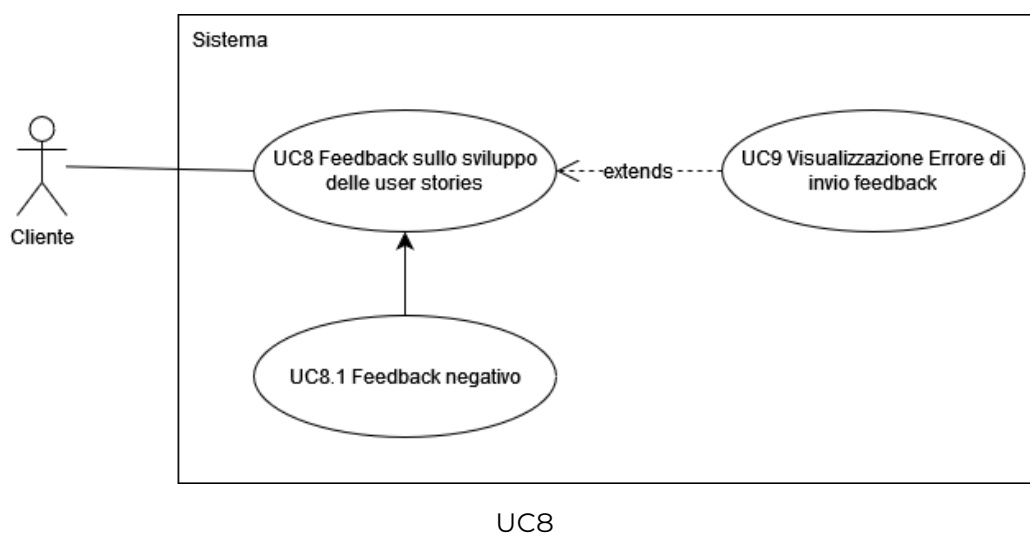 Sistema
UC8 Feedback sullo sviluppo
delle user stories
extends
UC9 Visualizzazione Errore di
invio feedback
Cliente
UC8.1 Feedback negativo
UC8